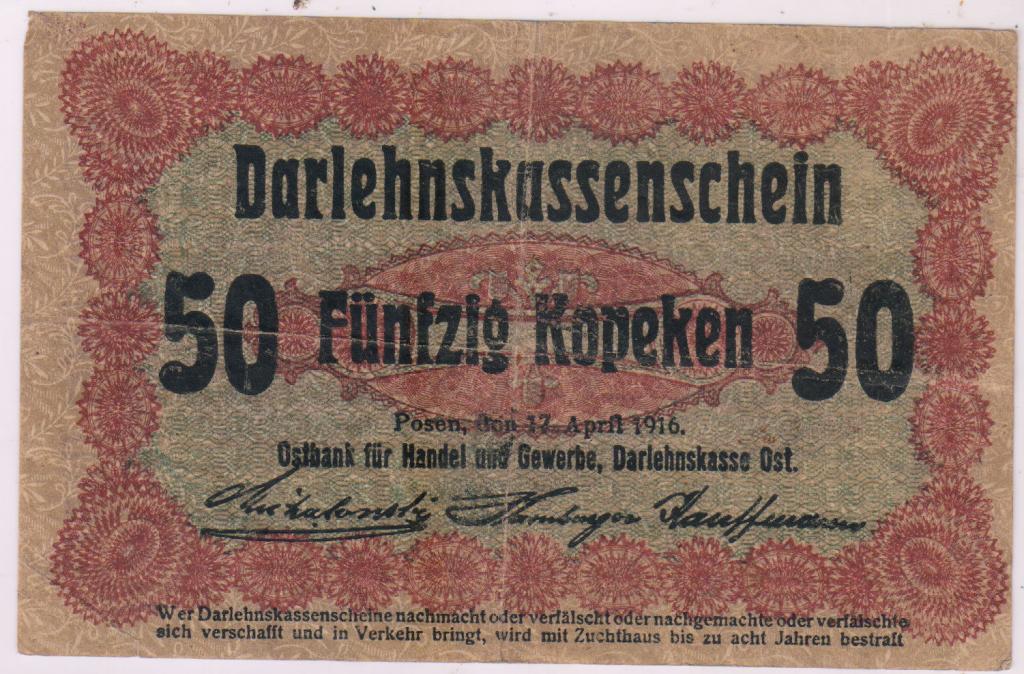 Darlehnskassenschein
50 Fünfzig Kopeken 50
Posen, den 17. April 1916.
Ostbank für Handel und Gewerbe, Darlehnskasse Ost.
Kauffmann
Wer Darlehnskassenscheine nachmacht oder verfälscht oder nachgemachte oder verfälschte
sich verschafft und in Verkehr bringt, wird mit Zuchthaus bis zu acht Jahren bestraft